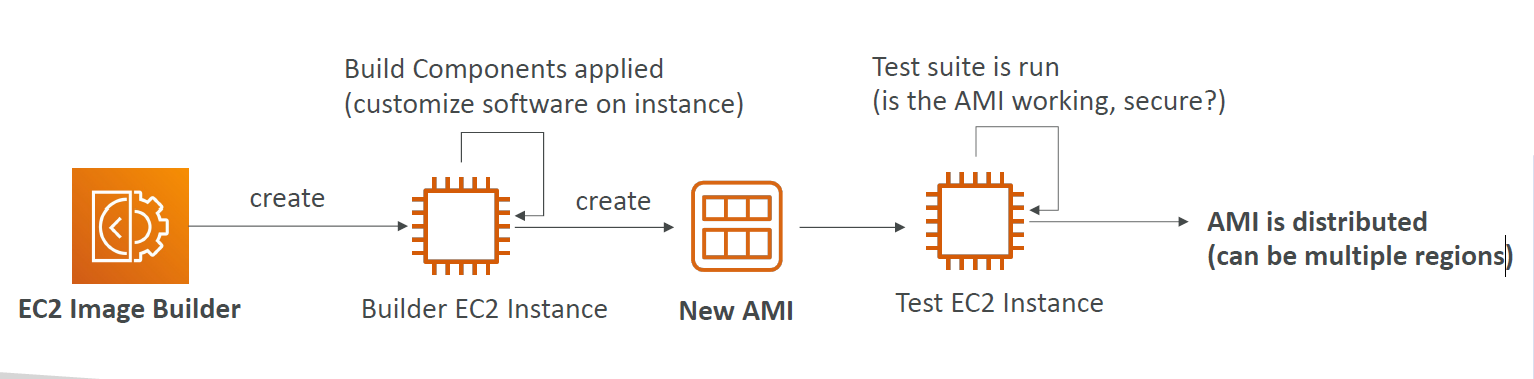 Build Components applied
(customize software on instance)
Test suite is run
(is the AMI working, secure?)
create
create
AMI is distributed
(can be multiple regions)
EC2 Image Builder
Builder EC2 Instance
New AMI
Test EC2 Instance